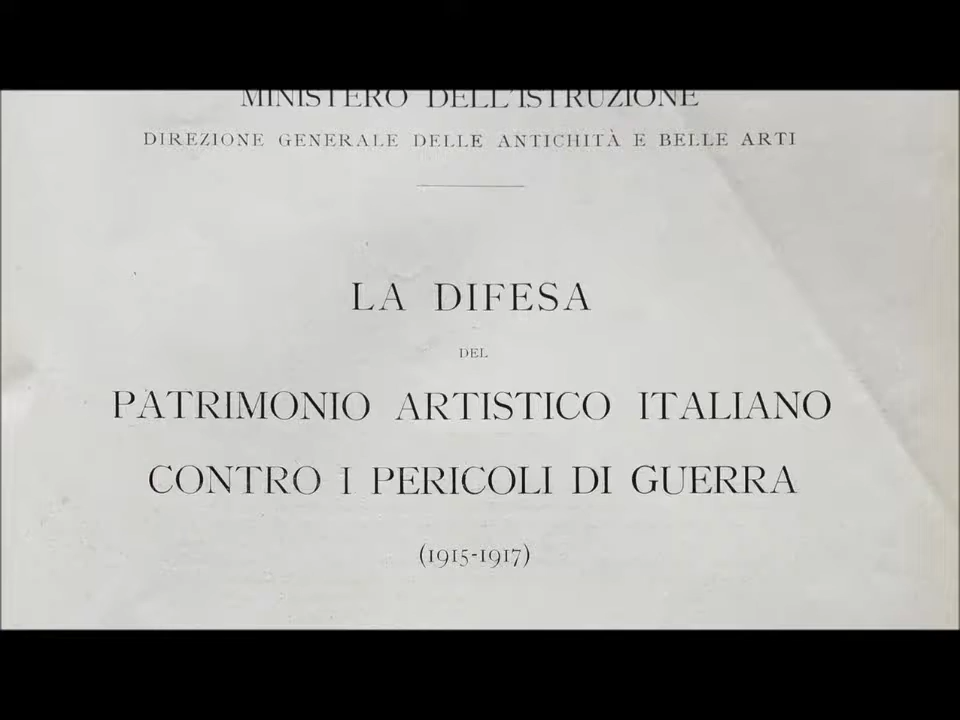 MINISTERO DELL'ISTRUZIONE
DIREZIONE GENERALE DELLE ANTICHITÀ E BELLE ARTI
LA DIFESA
DEL
PATRIMONIO ARTISTICO ITALIANO
CONTRO I PERICOLI DI GUERRA
(1915-1917)